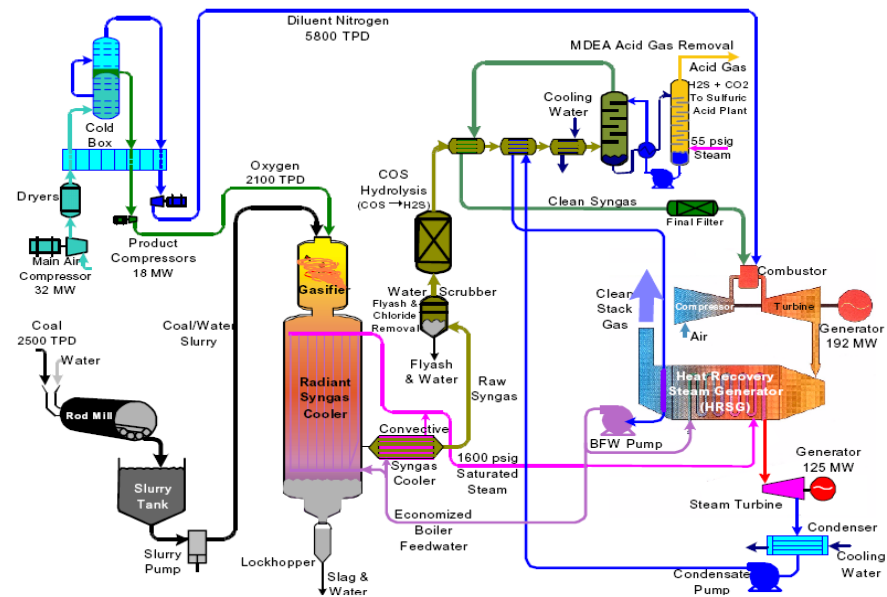 Diluent Nitrogen
5800 TPD
MDEA Acid Gas Removal
Acid Gas
H2S + CO2
To Sulfuric
Acid Plant
55 psig
Steam
Cooling
Water
Cold
Box
Oxygen
2100 TPD
COS
Hydrolysis
(COS →H2S)
Dryers
Clean Syngas
Final Filter
Product
Compressors
18 MW
Main Air
Compressor
32 MW
Gasifier
Water Scrubber
Flyash &
Chloride
Removal
Clean
Stack
Gas
Combustor
Compressor
Turbine
Air
Generator
192 MW
Coal
2500 TPD
Water
Coal/Water
Slurry
Flyash
& Water
Radiant
Syngas
Cooler
Raw
Syngas
Heat Recovery
Steam Generator
(HRSG)
Rod Mill
Convective
Syngas
Cooler
BFW Pump
1600 psig
Saturated
Steam
Generator
125 MW
Slurry
Tank
Steam Turbine
Economized
Boiler
Feedwater
Condenser
Slurry
Pump
Lockhopper
Cooling
Water
Condensate
Pump
Slag &
Water